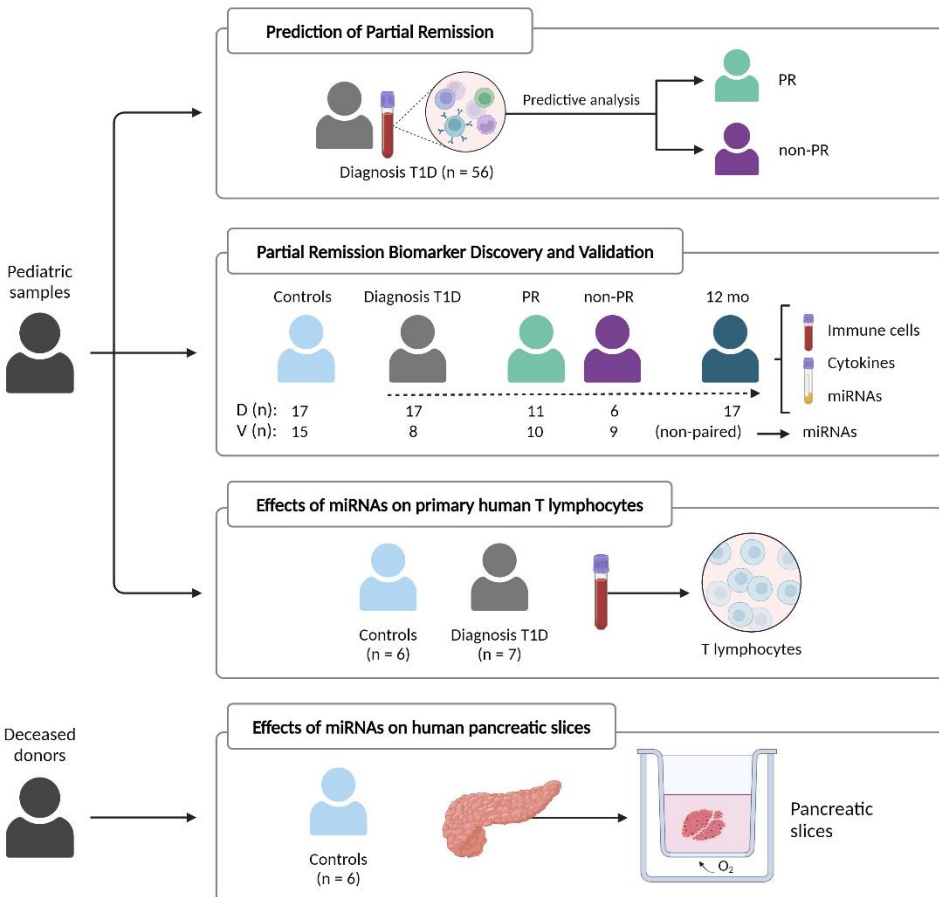 Prediction of Partial Remission
Predictive analysis
PR
non-PR
Diagnosis T1D (n = 56)
Pediatric
samples
Partial Remission Biomarker Discovery and Validation
Controls Diagnosis T1D PR non-PR 12 mo
Immune cells
Cytokines
miRNAs
D (n): 17 17 11 6 17
V (n): 15 8 10 9 (non-paired) miRNAs
Effects of miRNAs on primary human T lymphocytes
Controls
(n = 6)
Diagnosis T1D
(n = 7)
T lymphocytes
Deceased
donors
Effects of miRNAs on human pancreatic slices
Controls
(n = 6)
Pancreatic
slices
O2